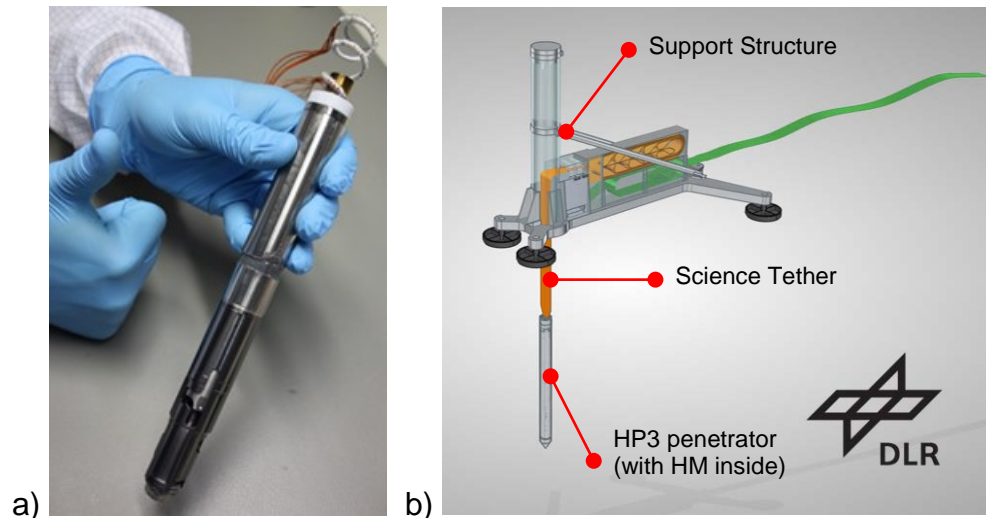 a)
b)
Support Structure
Science Tether
HP3 penetrator
(with HM inside)
DLR